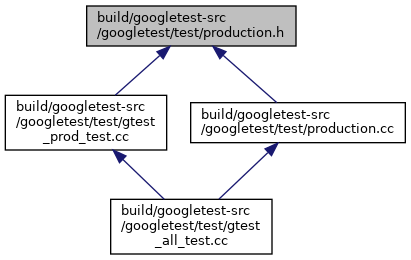 build/googletest-src
/googletest/test/production.h
build/googletest-src
/googletest/test/gtest
_prod_test.cc
build/googletest-src
/googletest/test/production.cc
build/googletest-src
/googletest/test/gtest
_all_test.cc